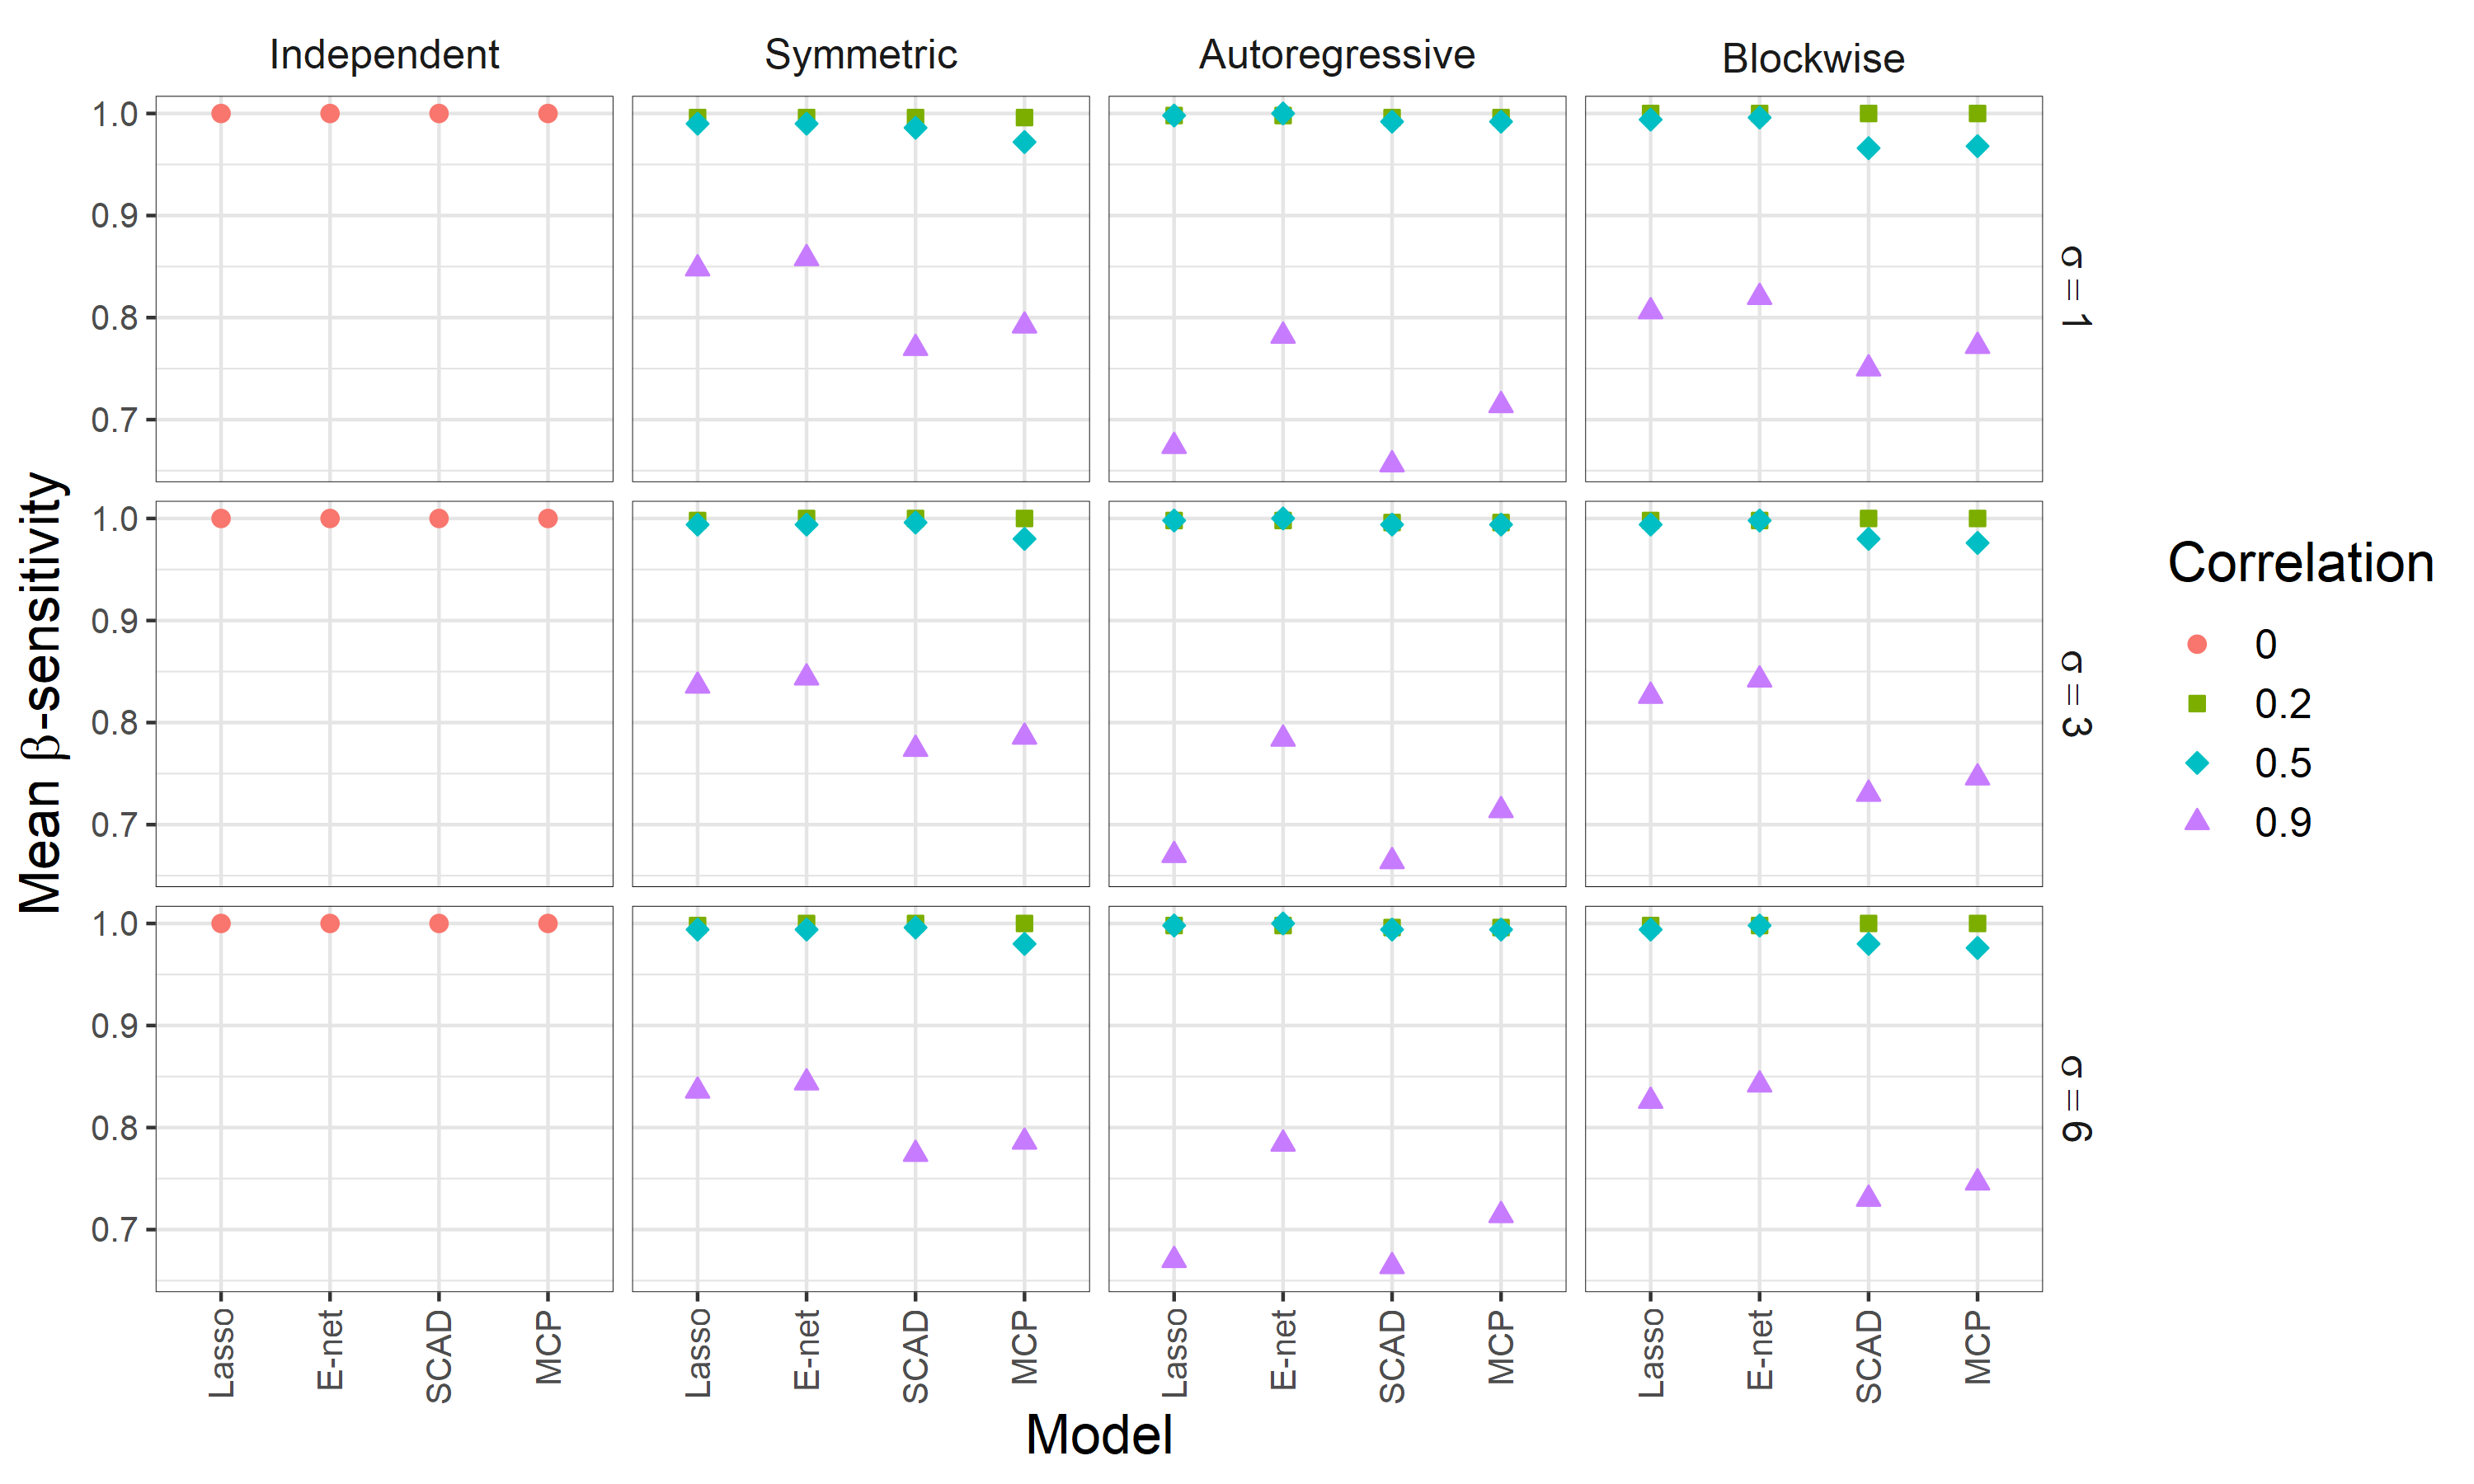 Independent
Symmetric
Autoregressive
Blockwise
1.0
0.9
0.8
0.7
σ = 1
1.0
0.9
0.8
0.7
σ = 3
1.0
0.9
0.8
0.7
σ = 6
Mean β-sensitivity
Lasso
E-net
SCAD
MCP
Lasso
E-net
SCAD
MCP
Lasso
E-net
SCAD
MCP
Lasso
E-net
SCAD
MCP
Model
Correlation
0
0.2
0.5
0.9